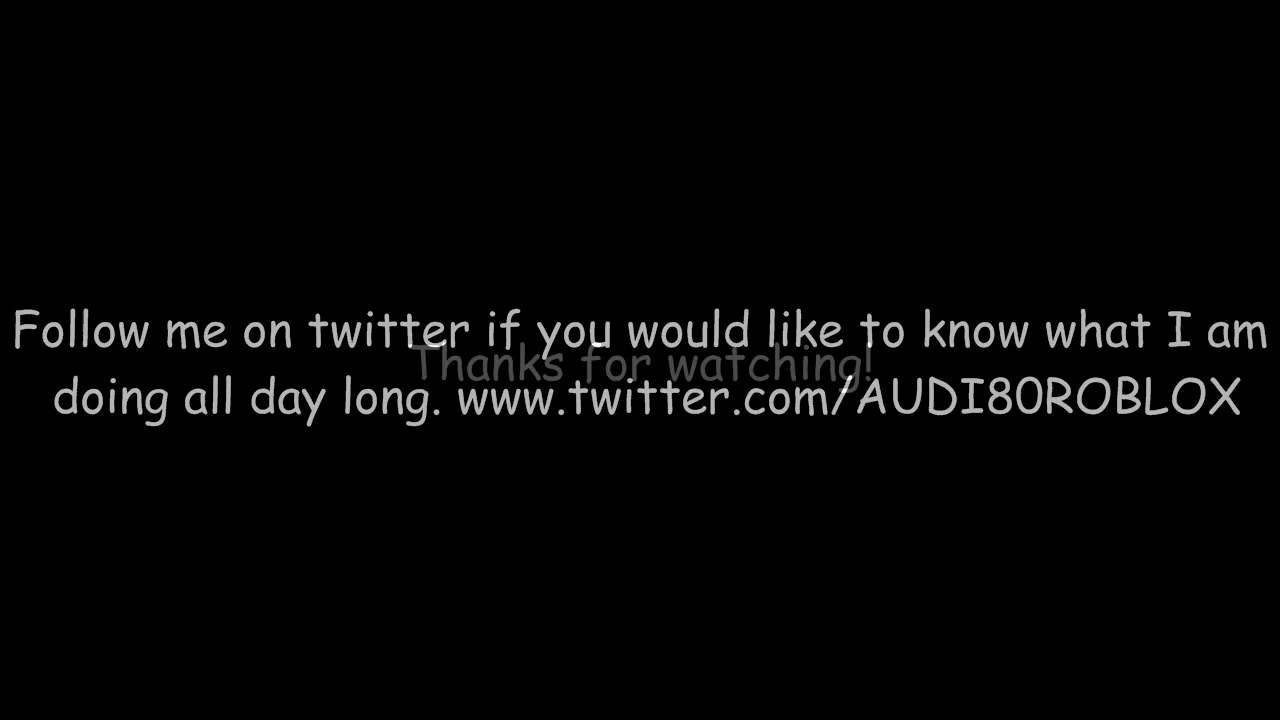 Follow me on twitter if you would like to know what I am
Thanks for watching!
doing all day long. www.twitter.com/AUDI80ROBLOX